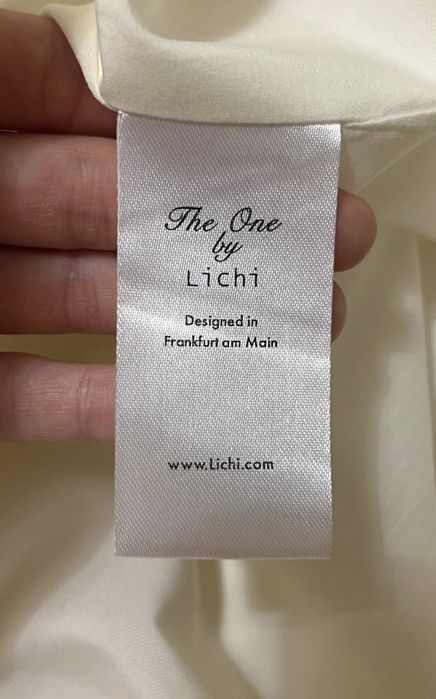 The One
by
Lichi
Designed in
Frankfurt am Main
www.Lichi.com